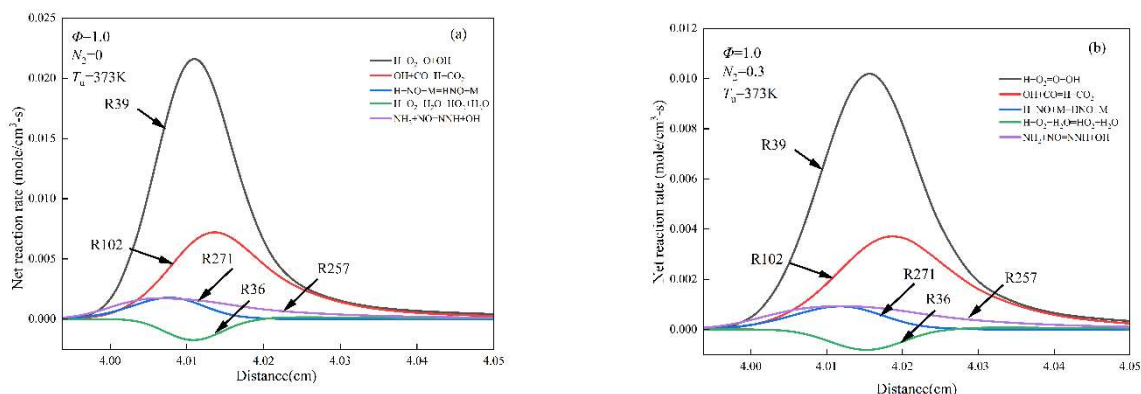 (a)
Φ=1.0
N₂=0
Tᵤ=373K
H+O₂=O+OH
OH+CO=H+CO₂
H+NO+M=HNO+M
H+O₂+H₂O=HO₂+H₂O
NH₂+NO=NNH+OH
R39
R102
R271
R36
R257
0.025
0.020
0.015
0.010
0.005
0.000
Net reaction rate (mole/cm³-s)
4.00
4.01
4.02
4.03
4.04
4.05
Distance(cm)
(b)
Φ=1.0
N₂=0.3
Tᵤ=373K
H+O₂=O+OH
OH+CO=H+CO₂
H+NO+M=HNO+M
H+O₂+H₂O=HO₂+H₂O
NH₂+NO=NNH+OH
R39
R102
R271
R36
R257
0.012
0.010
0.008
0.006
0.004
0.002
0.000
Net reaction rate (mole/cm³-s)
4.00
4.01
4.02
4.03
4.04
4.05
Distance(cm)